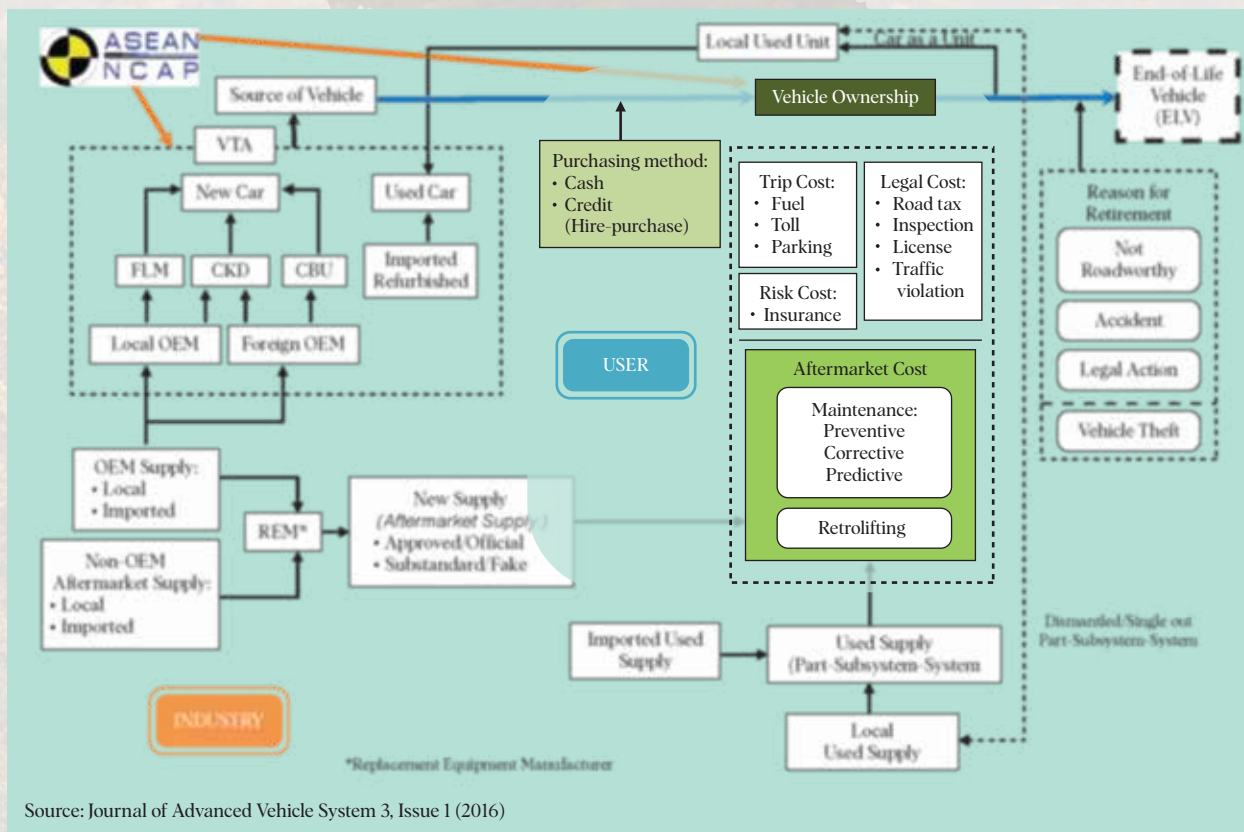 ASEAN
NCAP
Local Used Unit
Car as a Unit
End-of-Life
Vehicle
(ELV)
Source of Vehicle
Vehicle Ownership
VTA
New Car
Used Car
FLM
CKD
CBU
Imported
Refurbished
Local OEM
Foreign OEM
Purchasing method:
• Cash
• Credit
(Hire-purchase)
Trip Cost:
• Fuel
• Toll
• Parking
Legal Cost:
• Road tax
• Inspection
• License
• Traffic
violation
Risk Cost:
• Insurance
Reason for
Retirement
Not
Roadworthy
Accident
Legal Action
Vehicle Theft
USER
Aftermarket Cost
Maintenance:
Preventive
Corrective
Predictive
Retrolifting
OEM Supply:
• Local
• Imported
REM*
Non-OEM
Aftermarket Supply:
• Local
• Imported
New Supply
(Aftermarket Supply)
• Approved/Official
• Substandard/Fake
Imported Used
Supply
Used Supply
(Part-Subsystem-System
Local
Used Supply
Dismantled/Single out
Part-Subsystem-System
INDUSTRY
*Replacement Equipment Manufacturer
Source: Journal of Advanced Vehicle System 3, Issue 1 (2016)